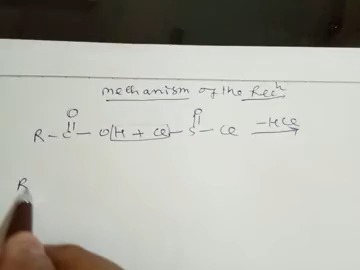 mechanism of the Recⁿ
O O
R - C - O H + Cl - S - Cl -HCl
R